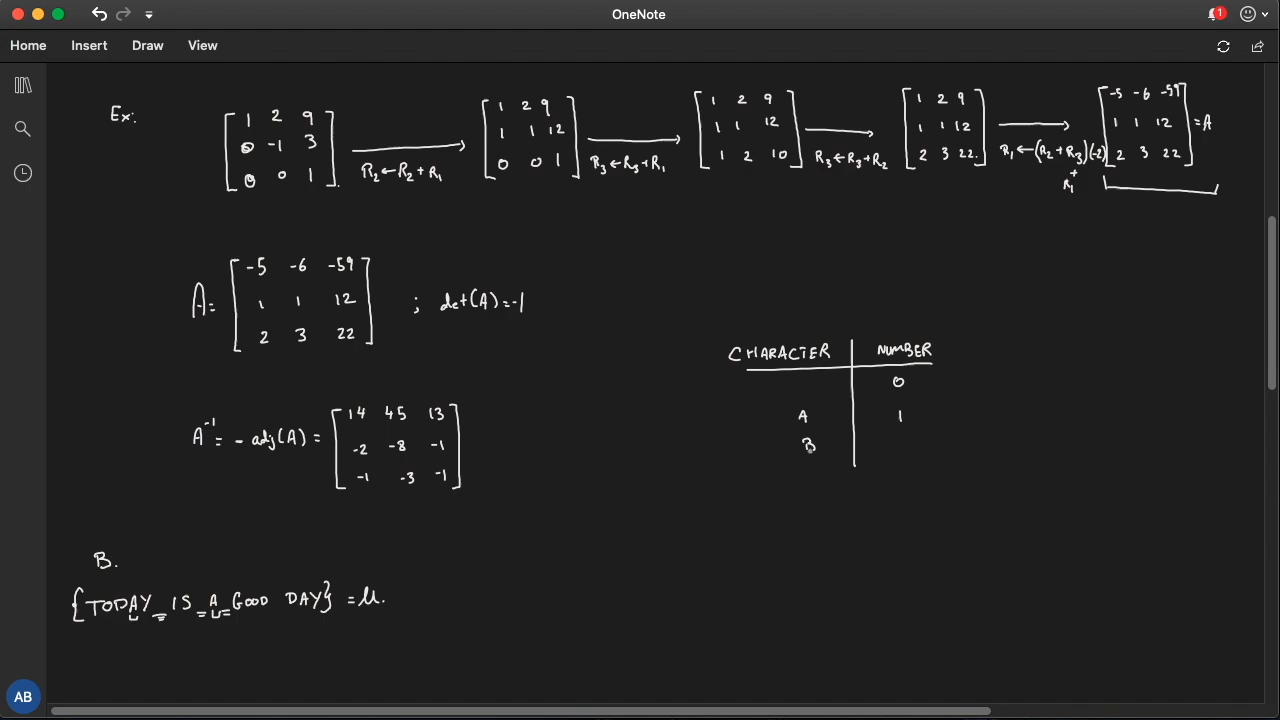 OneNote
1
Home Insert Draw View
Ex: [1 2 9; 0 -1 3; 0 0 1] R2←R2+R1 [1 2 9; 1 1 12; 0 0 1] R3←R3+R1 [1 2 9; 1 1 12; 1 2 10] R3←R3+R2 [1 2 9; 1 1 12; 2 3 22] R1←(R2+R3)(-2)+R1 [-5 -6 -59; 1 1 12; 2 3 22] = A
A = [-5 -6 -59; 1 1 12; 2 3 22] ; det(A) = -1
CHARACTER NUMBER
0
A 1
B
A⁻¹ = - adj(A) = [14 45 13; -2 -8 -1; -1 -3 -1]
B.
{TODAY _ IS A GOOD DAY} = M.
AB